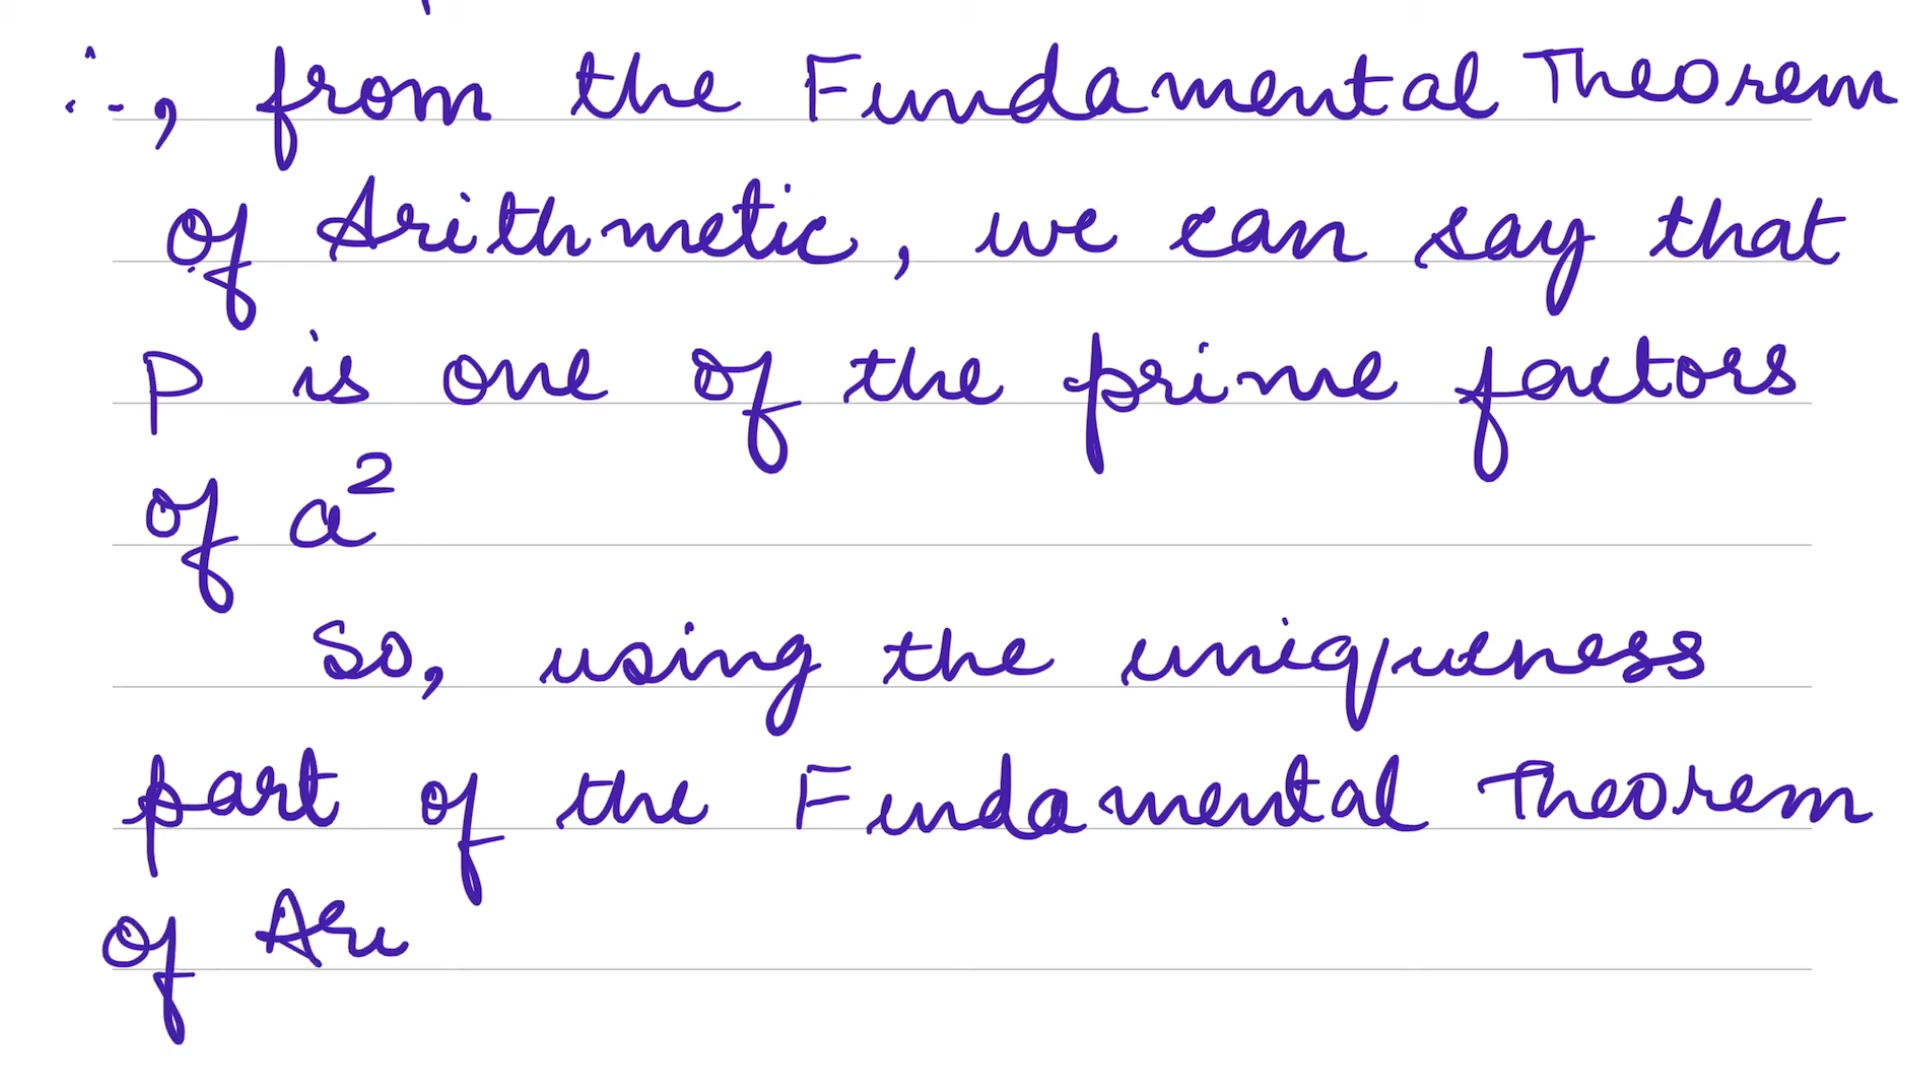 ∴, from the Fundamental Theorem
of Arithmetic, we can say that
p is one of the prime factors
of a²
So, using the uniqueness
part of the Fundamental Theorem
of Ari